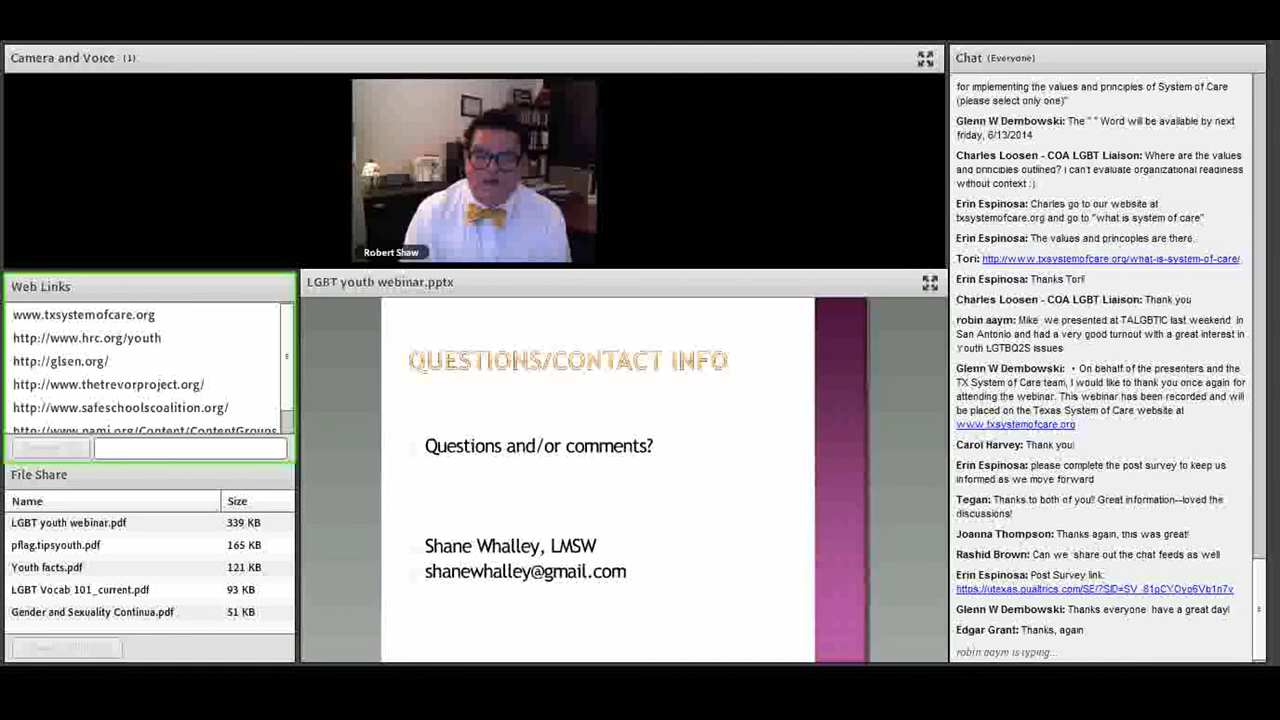 Camera and Voice (1)
Robert Shaw
Web Links
www.txsystemofcare.org
http://www.hrc.org/youth
http://glsen.org/
http://www.thetrevorproject.org/
http://www.safeschoolscoalition.org/
http://www.nami.org/Content/ContentGroups
File Share
Name Size
LGBT youth webinar.pdf 339 KB
pflag.tipsyouth.pdf 165 KB
Youth facts.pdf 121 KB
LGBT Vocab 101_current.pdf 93 KB
Gender and Sexuality Continua.pdf 51 KB
LGBT youth webinar.pptx
QUESTIONS/CONTACT INFO
Questions and/or comments?
Shane Whalley, LMSW
shanewhalley@gmail.com
Chat (Everyone)
for implementing the values and principles of System of Care
(please select only one)"
Glenn W Dembowski: The " " Word will be available by next
friday, 6/13/2014
Charles Loosen - COA LGBT Liaison: Where are the values
and principles outlined? I can't evaluate organizational readiness
without context :)
Erin Espinosa: Charles go to our website at
txsystemofcare.org and go to "what is system of care"
Erin Espinosa: The values and princoples are there.
Tori: http://www.txsystemofcare.org/what-is-system-of-care/
Erin Espinosa: Thanks Tori!
Charles Loosen - COA LGBT Liaison: Thank you
robin aaym: Mike we presented at TALGBTIC last weekend in
San Antonio and had a very good turnout with a great interest in
Youth LGTBQ2S issues
Glenn W Dembowski: • On behalf of the presenters and the
TX System of Care team, I would like to thank you once again for
attending the webinar. This webinar has been recorded and will
be placed on the Texas System of Care website at
www.txsystemofcare.org
Carol Harvey: Thank you!
Erin Espinosa: please complete the post survey to keep us
informed as we move forward
Tegan: Thanks to both of you!! Great information--loved the
discussions!
Joanna Thompson: Thanks again, this was great!
Rashid Brown: Can we share out the chat feeds as well
Erin Espinosa: Post Survey link:
Glenn W Dembowski: Thanks everyone have a great day!
Edgar Grant: Thanks, again
robin aaym is typing...